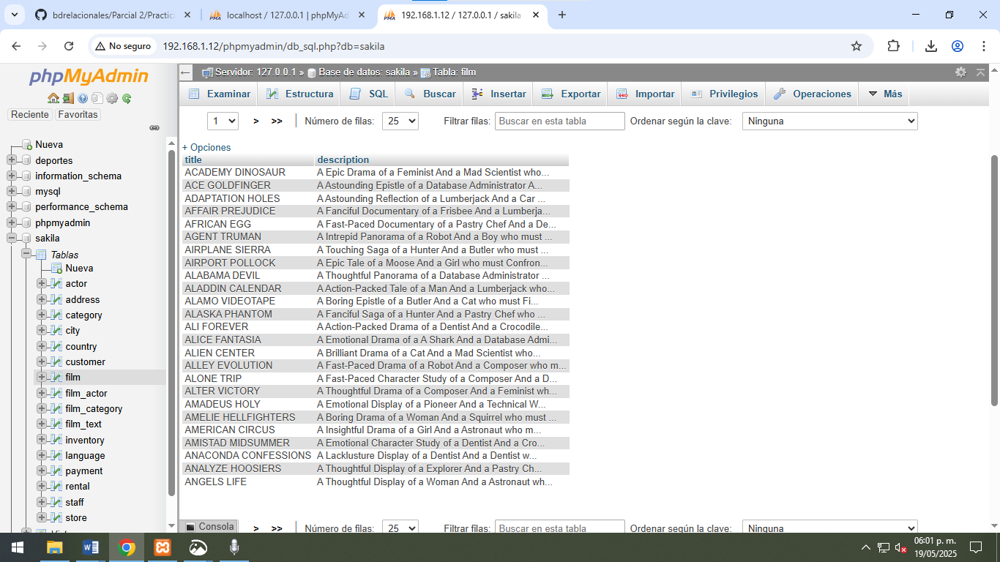 bdrelacionales/Parcial 2/Practic
localhost / 127.0.0.1 | phpMyAd
192.168.1.12 / 127.0.0.1 / sakila
No seguro
192.168.1.12/phpmyadmin/db_sql.php?db=sakila
phpMyAdmin
Reciente
Favoritas
Nueva
deportes
information_schema
mysql
performance_schema
phpmyadmin
sakila
Tablas
Nueva
actor
address
category
city
country
customer
film
film_actor
film_category
film_text
inventory
language
payment
rental
staff
store
Servidor: 127.0.0.1 » Base de datos: sakila » Tabla: film
Examinar Estructura SQL Buscar Insertar Exportar Importar Privilegios Operaciones Más
1 > >> Número de filas: 25 Filtrar filas: Buscar en esta tabla Ordenar según la clave: Ninguna
+ Opciones
title description
ACADEMY DINOSAUR A Epic Drama of a Feminist And a Mad Scientist who...
ACE GOLDFINGER A Astounding Epistle of a Database Administrator A...
ADAPTATION HOLES A Astounding Reflection of a Lumberjack And a Car ...
AFFAIR PREJUDICE A Fanciful Documentary of a Frisbee And a Lumberja...
AFRICAN EGG A Fast-Paced Documentary of a Pastry Chef And a De...
AGENT TRUMAN A Intrepid Panorama of a Robot And a Boy who must ...
AIRPLANE SIERRA A Touching Saga of a Hunter And a Butler who must ...
AIRPORT POLLOCK A Epic Tale of a Moose And a Girl who must Confron...
ALABAMA DEVIL A Thoughtful Panorama of a Database Administrator ...
ALADDIN CALENDAR A Action-Packed Tale of a Man And a Lumberjack who...
ALAMO VIDEOTAPE A Boring Epistle of a Butler And a Cat who must Fi...
ALASKA PHANTOM A Fanciful Saga of a Hunter And a Pastry Chef who ...
ALI FOREVER A Action-Packed Drama of a Dentist And a Crocodile...
ALICE FANTASIA A Emotional Drama of a A Shark And a Database Admi...
ALIEN CENTER A Brilliant Drama of a Cat And a Mad Scientist who...
ALLEY EVOLUTION A Fast-Paced Drama of a Robot And a Composer who m...
ALONE TRIP A Fast-Paced Character Study of a Composer And a D...
ALTER VICTORY A Thoughtful Drama of a Composer And a Feminist wh...
AMADEUS HOLY A Emotional Display of a Pioneer And a Technical W...
AMELIE HELLFIGHTERS A Boring Drama of a Woman And a Squirrel who must ...
AMERICAN CIRCUS A Insightful Drama of a Girl And a Astronaut who m...
AMISTAD MIDSUMMER A Emotional Character Study of a Dentist And a Cro...
ANACONDA CONFESSIONS A Lacklusture Display of a Dentist And a Dentist w...
ANALYZE HOOSIERS A Thoughtful Display of a Explorer And a Pastry Ch...
ANGELS LIFE A Thoughtful Display of a Woman And a Astronaut wh...
Consola > >> Número de filas: 25 Filtrar filas: Buscar en esta tabla Ordenar según la clave: Ninguna
06:01 p. m.
19/05/2025